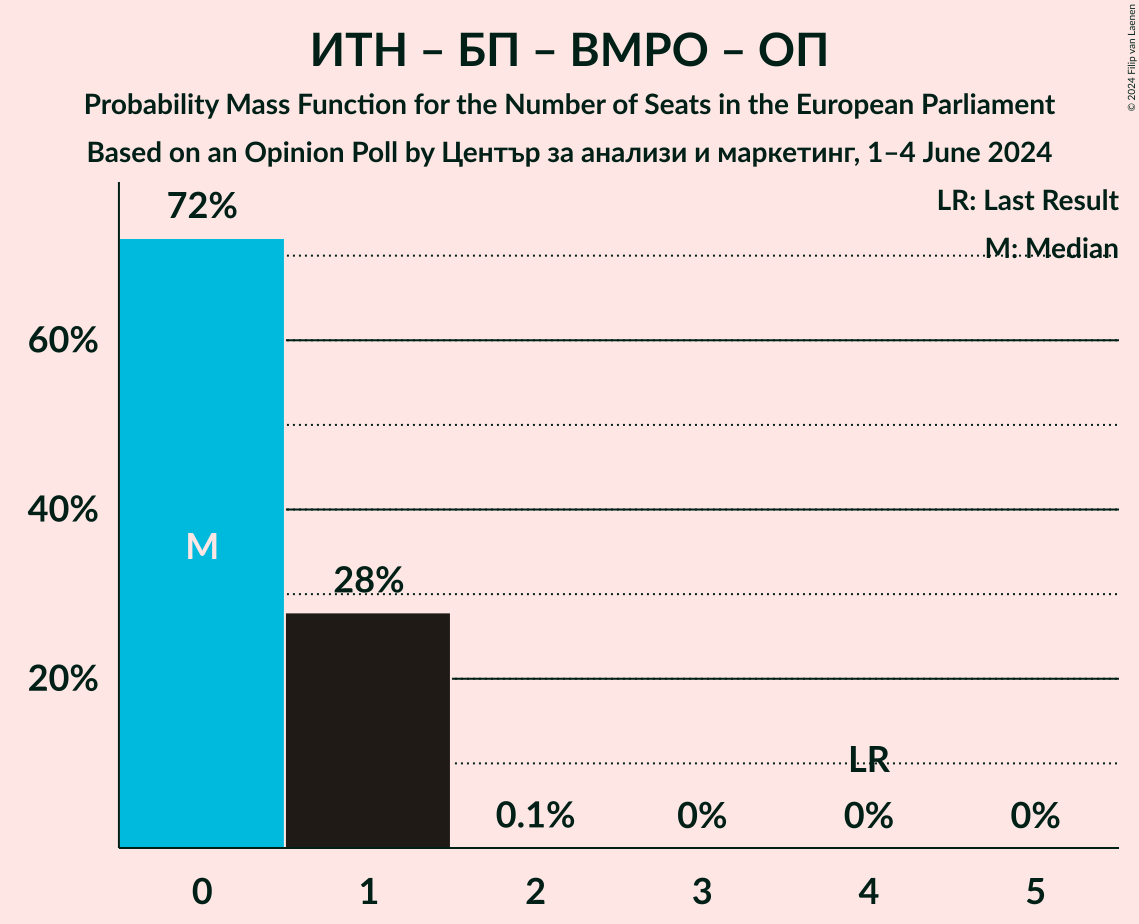 ИТН – БП – ВМРО – ОП
Probability Mass Function for the Number of Seats in the European Parliament
Based on an Opinion Poll by Център за анализи и маркетинг, 1–4 June 2024
© 2024 Filip van Laenen
LR: Last Result
M: Median
72%
60%
40%
20%
M
28%
LR
0.1%
0%
0%
0%
0
1
2
3
4
5